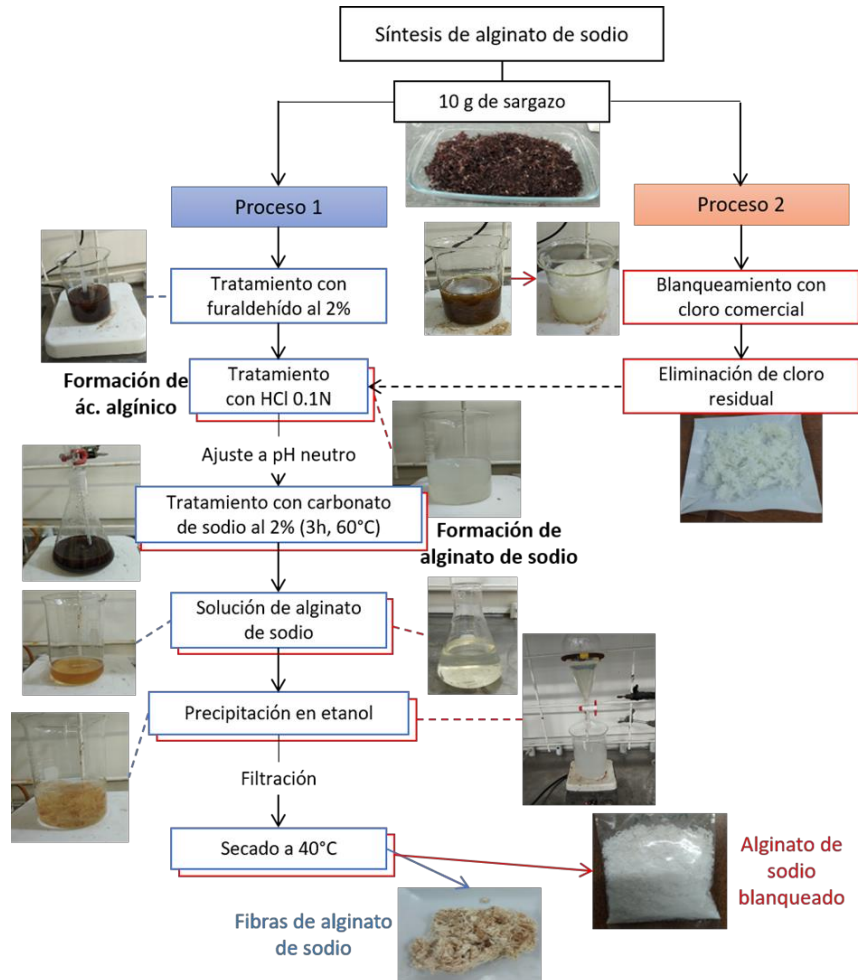 Síntesis de alginato de sodio
10 g de sargazo
Proceso 1
Proceso 2
Tratamiento con
furaldehído al 2%
Blanqueamiento con
cloro comercial
Formación de
ác. algínico
Tratamiento
con HCl 0.1N
Eliminación de cloro
residual
Ajuste a pH neutro
Tratamiento con carbonato
de sodio al 2% (3h, 60°C)
Formación de
alginato de sodio
Solución de alginato
de sodio
Precipitación en etanol
Filtración
Secado a 40°C
Alginato de
sodio
blanqueado
Fibras de alginato
de sodio